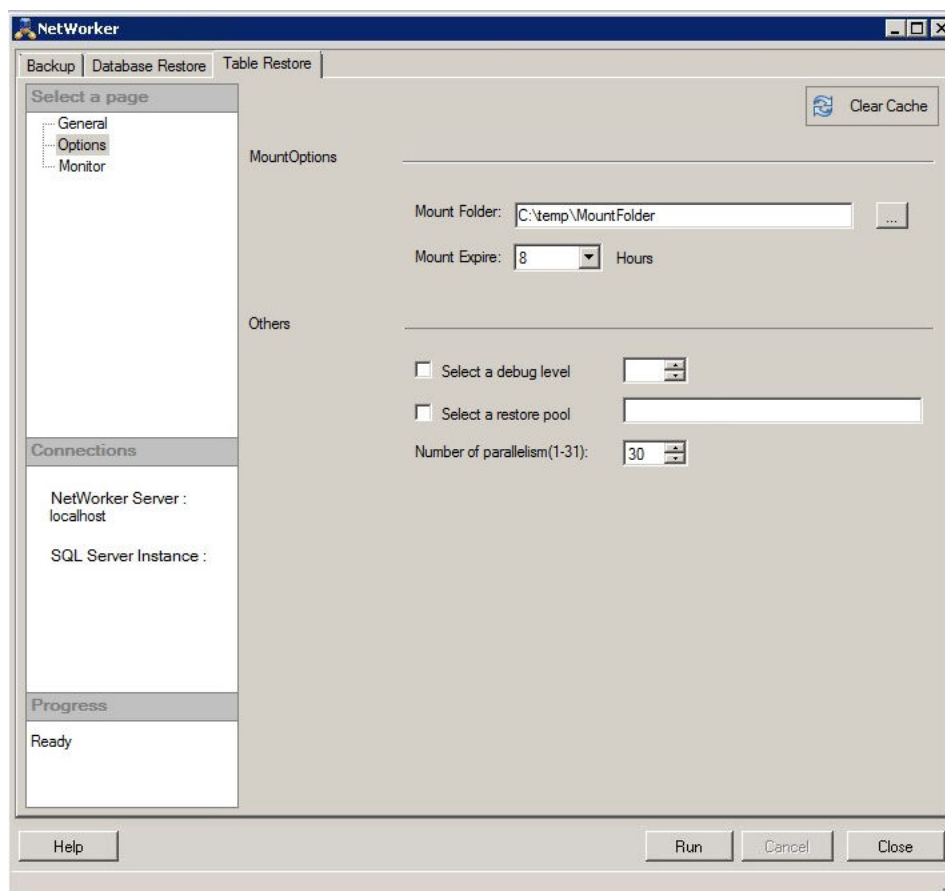 NetWorker
Backup
Database Restore
Table Restore
Select a page
General
Options
Monitor
Clear Cache
MountOptions
Mount Folder: C:\temp\MountFolder ...
Mount Expire: 8 Hours
Others
Select a debug level
Select a restore pool
Number of parallelism(1-31): 30
Connections
NetWorker Server :
localhost
SQL Server Instance :
Progress
Ready
Help
Run
Cancel
Close